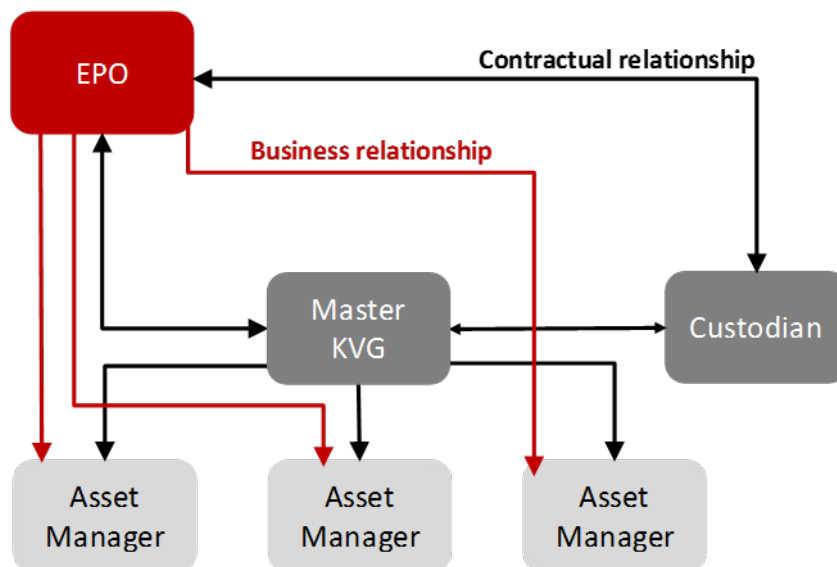 EPO
Contractual relationship
Business relationship
Master
KVG
Custodian
Asset
Manager
Asset
Manager
Asset
Manager